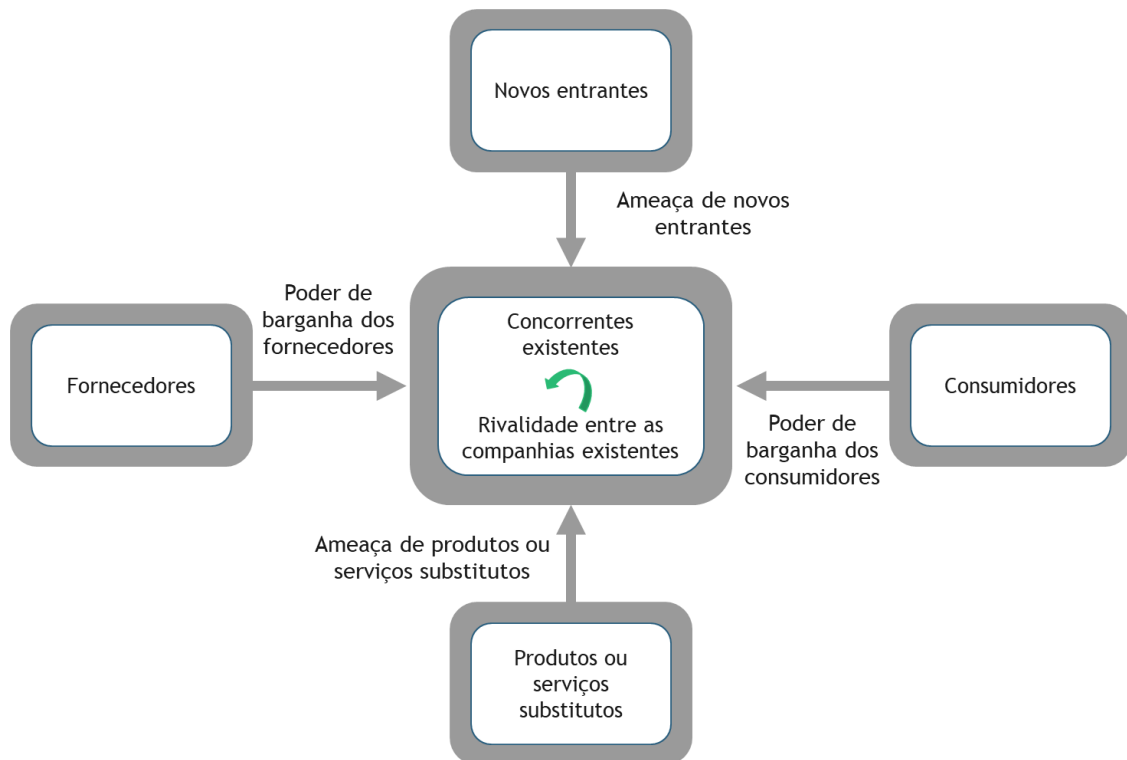 Novos entrantes
Ameaça de novos
entrantes
Poder de
barganha dos
fornecedores
Fornecedores
Concorrentes
existentes
Rivalidade entre as
companhias existentes
Consumidores
Poder de
barganha dos
consumidores
Ameaça de produtos ou
serviços substitutos
Produtos ou
serviços
substitutos